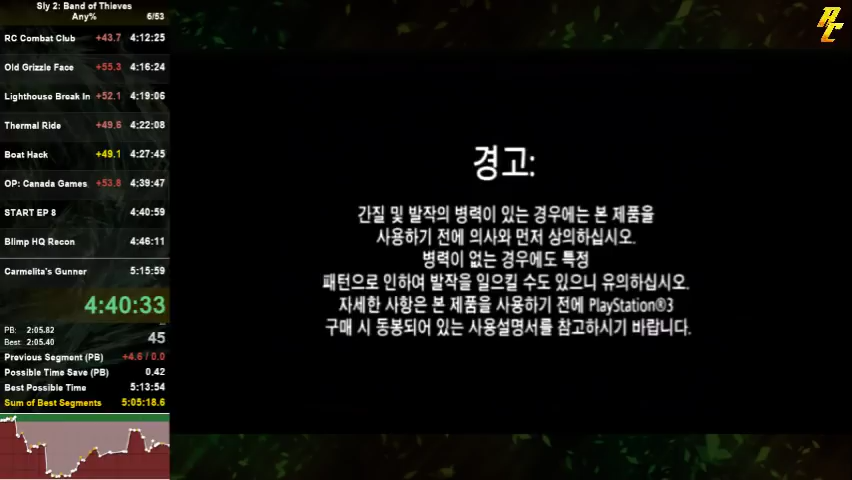 Sly 2: Band of Thieves
Any% 6/53
RC Combat Club +43.7 4:12:25
Old Grizzle Face +55.3 4:16:24
Lighthouse Break In +52.1 4:19:06
Thermal Ride +49.6 4:22:08
Boat Hack +49.1 4:27:45
OP: Canada Games +53.8 4:39:47
START EP 8 4:40:59
Blimp HQ Recon 4:46:11
Carmelita's Gunner 5:15:59
4:40:33
PB: 2:05.82
Best: 2:05.40
45
Previous Segment (PB) +4.6 / 0.0
Possible Time Save (PB) 0.42
Best Possible Time 5:13:54
Sum of Best Segments 5:05:18.6
RC
경고:
간질 및 발작의 병력이 있는 경우에는 본 제품을
사용하기 전에 의사와 먼저 상의하십시오.
병력이 없는 경우에도 특정
패턴으로 인하여 발작을 일으킬 수도 있으니 유의하십시오.
자세한 사항은 본 제품을 사용하기 전에 PlayStation®3
구매 시 동봉되어 있는 사용설명서를 참고하시기 바랍니다.